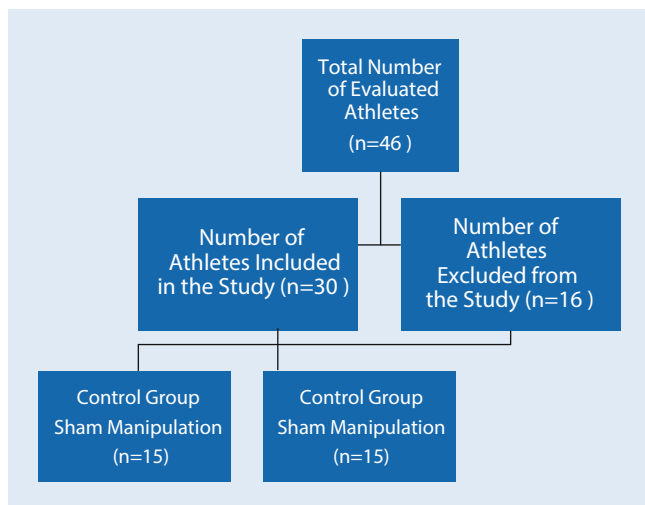 Total Number
of Evaluated
Athletes
(n=46 )
Number of
Athletes Included
in the Study (n=30 )
Number of
Athletes
Excluded from
the Study (n=16 )
Control Group
Sham Manipulation
(n=15)
Control Group
Sham Manipulation
(n=15)